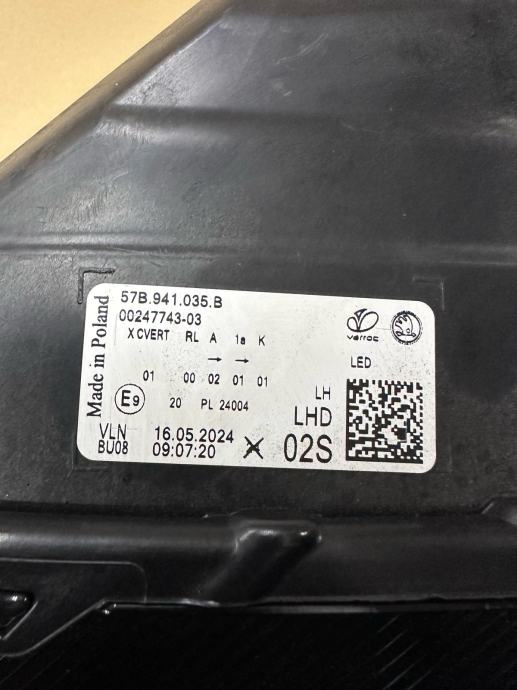 Made in Poland
57B.941.035.B
00247743-03
X CVERT RL A 1a K
→ →
01 00 02 01 01
E9
20 PL 24004
VLN
BU08
16.05.2024
09:07:20
X
varroc
LED
LH
LHD
02S